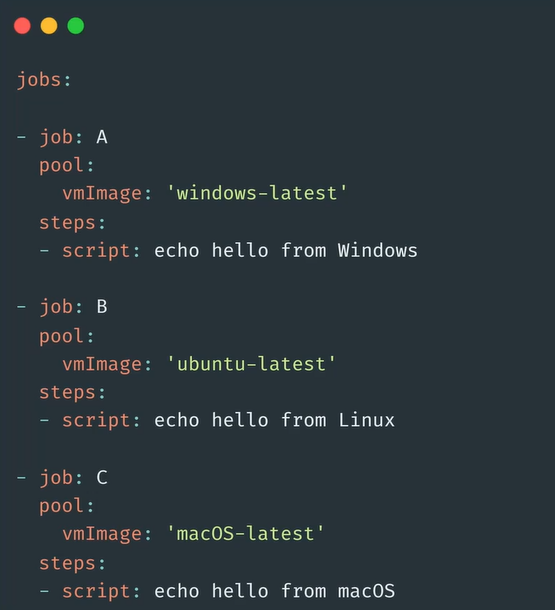 jobs:
- job: A
  pool:
    vmImage: 'windows-latest'
  steps:
  - script: echo hello from Windows
- job: B
  pool:
    vmImage: 'ubuntu-latest'
  steps:
  - script: echo hello from Linux
- job: C
  pool:
    vmImage: 'macOS-latest'
  steps:
  - script: echo hello from macOS